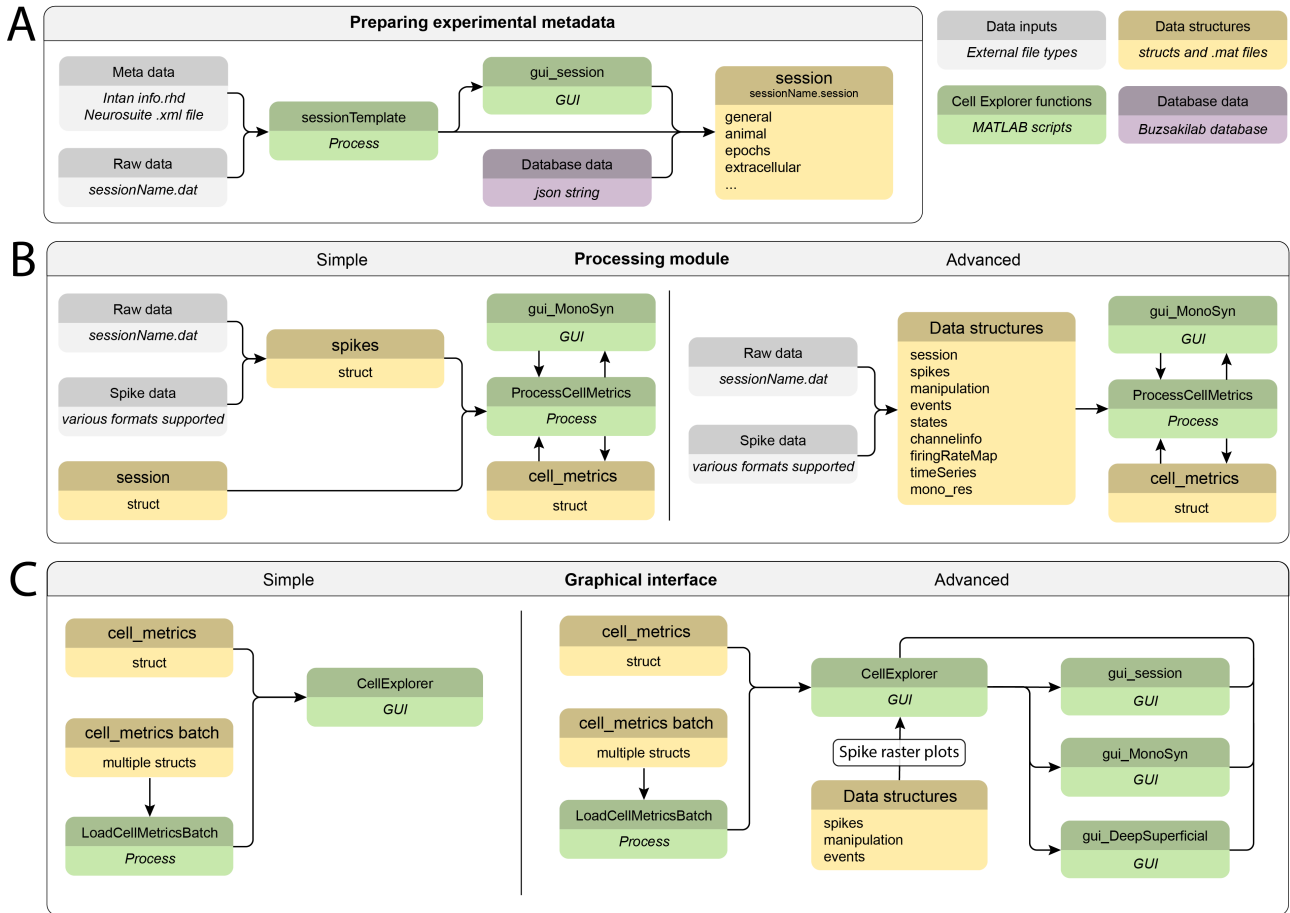 A
Preparing experimental metadata
Meta data
Intan info.rhd
Neurosuite .xml file
Raw data
sessionName.dat
sessionTemplate
Process
gui_session
GUI
Database data
json string
session
sessionName.session
general
animal
epochs
extracellular
...
Data inputs
External file types
Data structures
structs and .mat files
Cell Explorer functions
MATLAB scripts
Database data
Buzsakilab database
B
Simple
Processing module
Advanced
Raw data
sessionName.dat
Spike data
various formats supported
session
struct
spikes
struct
gui_MonoSyn
GUI
ProcessCellMetrics
Process
cell_metrics
struct
Raw data
sessionName.dat
Spike data
various formats supported
Data structures
session
spikes
manipulation
events
states
channelinfo
firingRateMap
timeSeries
mono_res
gui_MonoSyn
GUI
ProcessCellMetrics
Process
cell_metrics
struct
C
Simple
Graphical interface
Advanced
cell_metrics
struct
cell_metrics batch
multiple structs
LoadCellMetricsBatch
Process
CellExplorer
GUI
cell_metrics
struct
cell_metrics batch
multiple structs
LoadCellMetricsBatch
Process
CellExplorer
GUI
Spike raster plots
Data structures
spikes
manipulation
events
gui_session
GUI
gui_MonoSyn
GUI
gui_DeepSuperficial
GUI